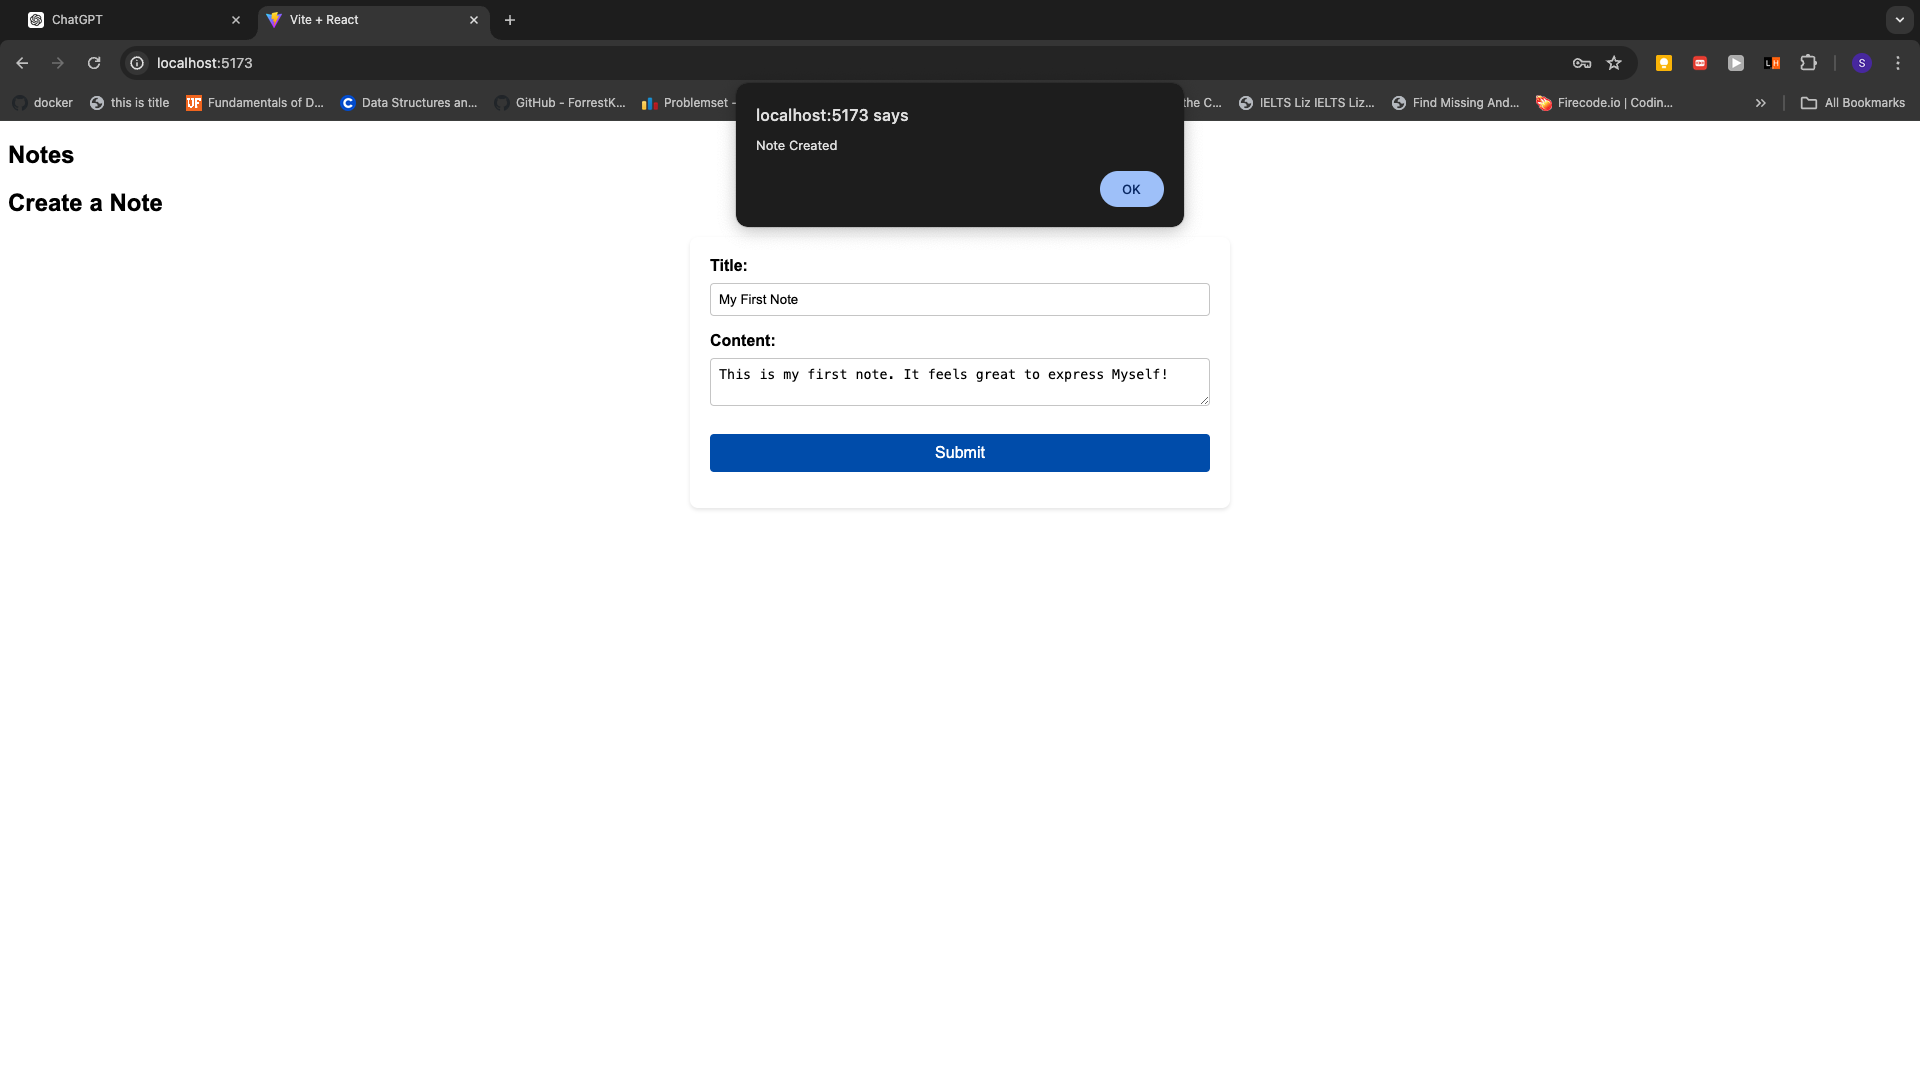 ChatGPT
Vite + React
localhost:5173
docker
this is title
Fundamentals of D...
Data Structures an...
GitHub - ForrestK...
Problemset -
the C...
IELTS Liz IELTS Liz...
Find Missing And...
Firecode.io | Codin...
All Bookmarks
S
localhost:5173 says
Note Created
OK
Notes
Create a Note
Title:
My First Note
Content:
This is my first note. It feels great to express Myself!
Submit